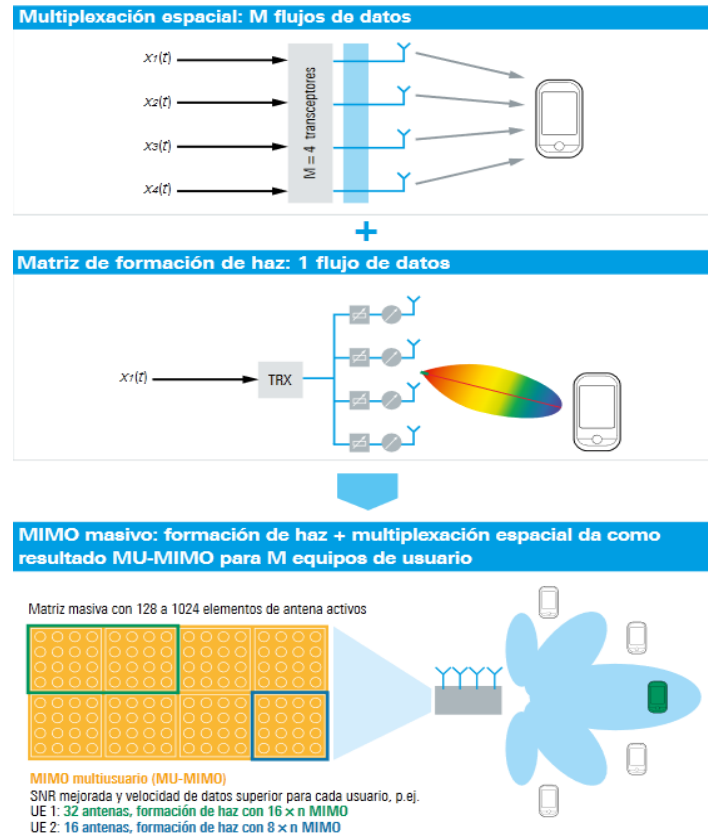 Multiplexación espacial: M flujos de datos
x1(t)
x2(t)
x3(t)
x4(t)
M = 4 transceptores
+
Matriz de formación de haz: 1 flujo de datos
x1(t)
TRX
MIMO masivo: formación de haz + multiplexación espacial da como
resultado MU-MIMO para M equipos de usuario
Matriz masiva con 128 a 1024 elementos de antena activos
MIMO multiusuario (MU-MIMO)
SNR mejorada y velocidad de datos superior para cada usuario, p.ej.
UE 1: 32 antenas, formación de haz con 16 × n MIMO
UE 2: 16 antenas, formación de haz con 8 × n MIMO